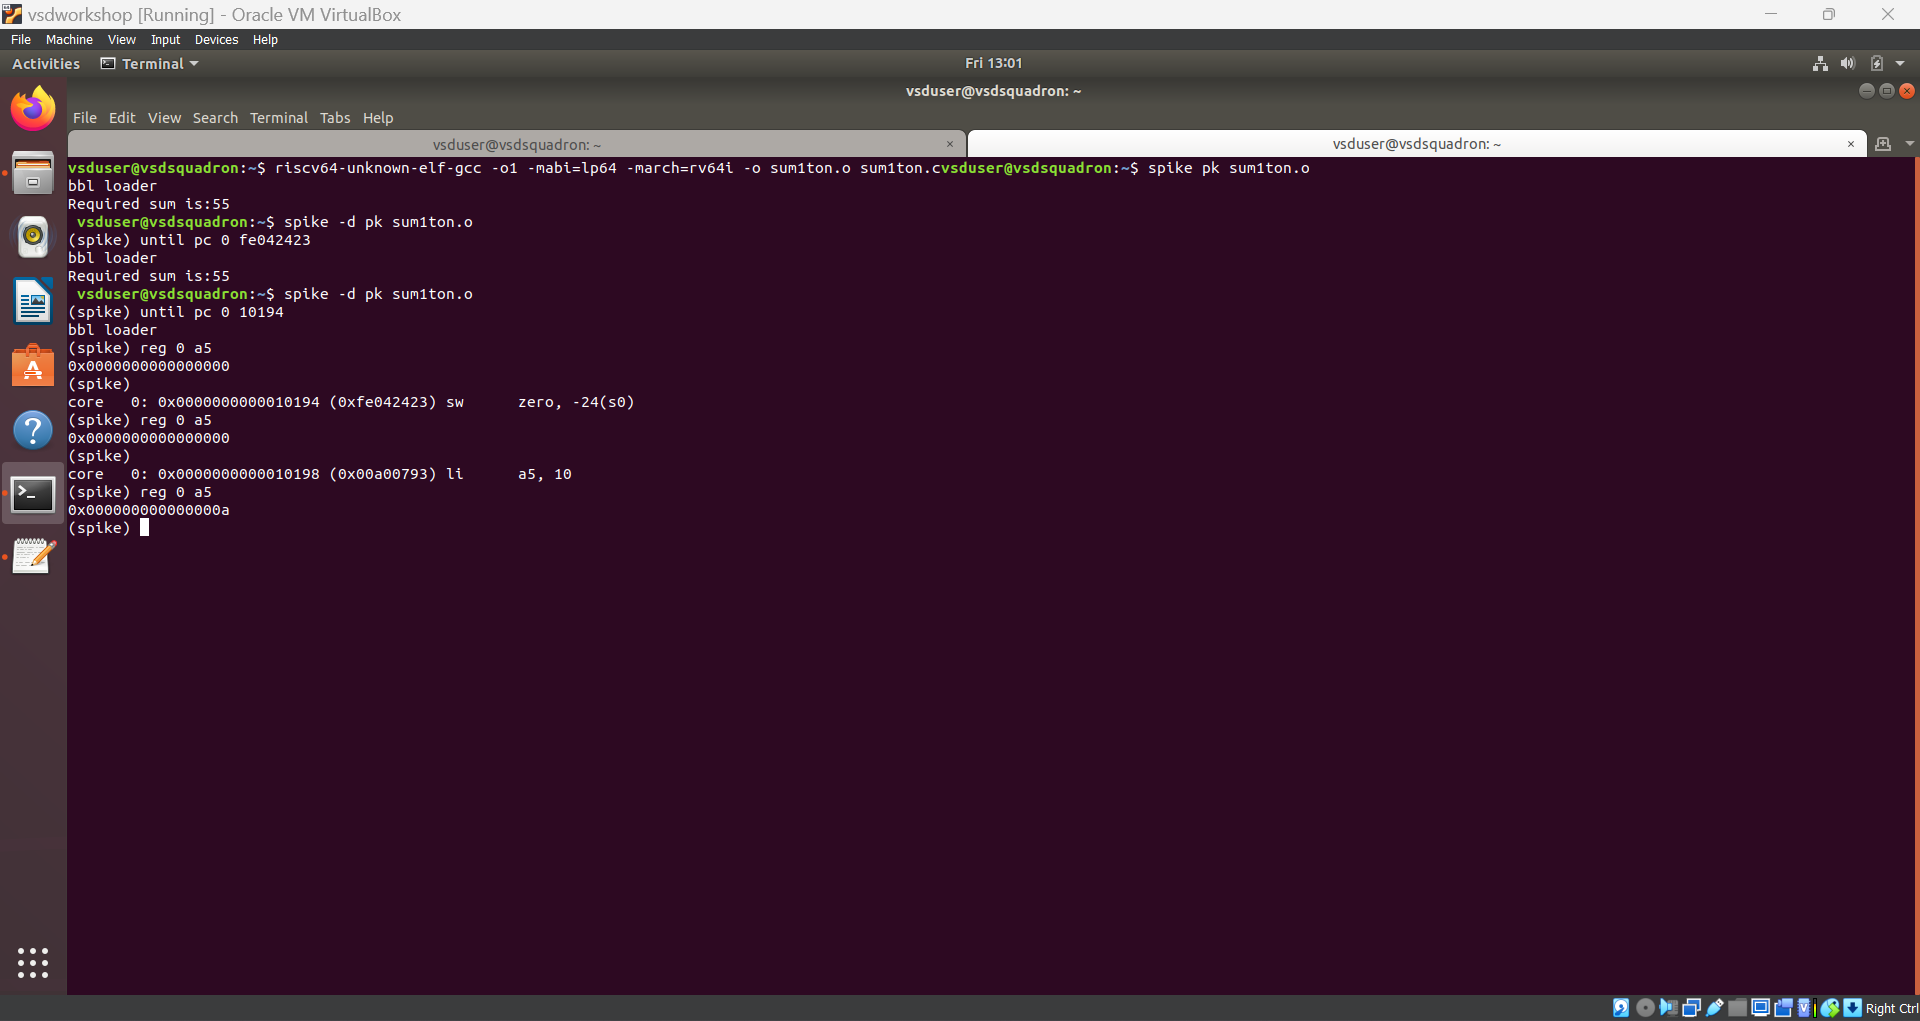 vsdworkshop [Running] - Oracle VM VirtualBox
File Machine View Input Devices Help
Activities Terminal Fri 13:01
vsduser@vsdsquadron: ~
File Edit View Search Terminal Tabs Help
vsduser@vsdsquadron: ~ × vsduser@vsdsquadron: ~ ×
vsduser@vsdsquadron:~$ riscv64-unknown-elf-gcc -o1 -mabi=lp64 -march=rv64i -o sum1ton.o sum1ton.cvsduser@vsdsquadron:~$ spike pk sum1ton.o
bbl loader
Required sum is:55
vsduser@vsdsquadron:~$ spike -d pk sum1ton.o
(spike) until pc 0 fe042423
bbl loader
Required sum is:55
vsduser@vsdsquadron:~$ spike -d pk sum1ton.o
(spike) until pc 0 10194
bbl loader
(spike) reg 0 a5
0x0000000000000000
(spike)
core   0: 0x0000000000010194 (0xfe042423) sw      zero, -24(s0)
(spike) reg 0 a5
0x0000000000000000
(spike)
core   0: 0x0000000000010198 (0x00a00793) li      a5, 10
(spike) reg 0 a5
0x000000000000000a
(spike)
Right Ctrl